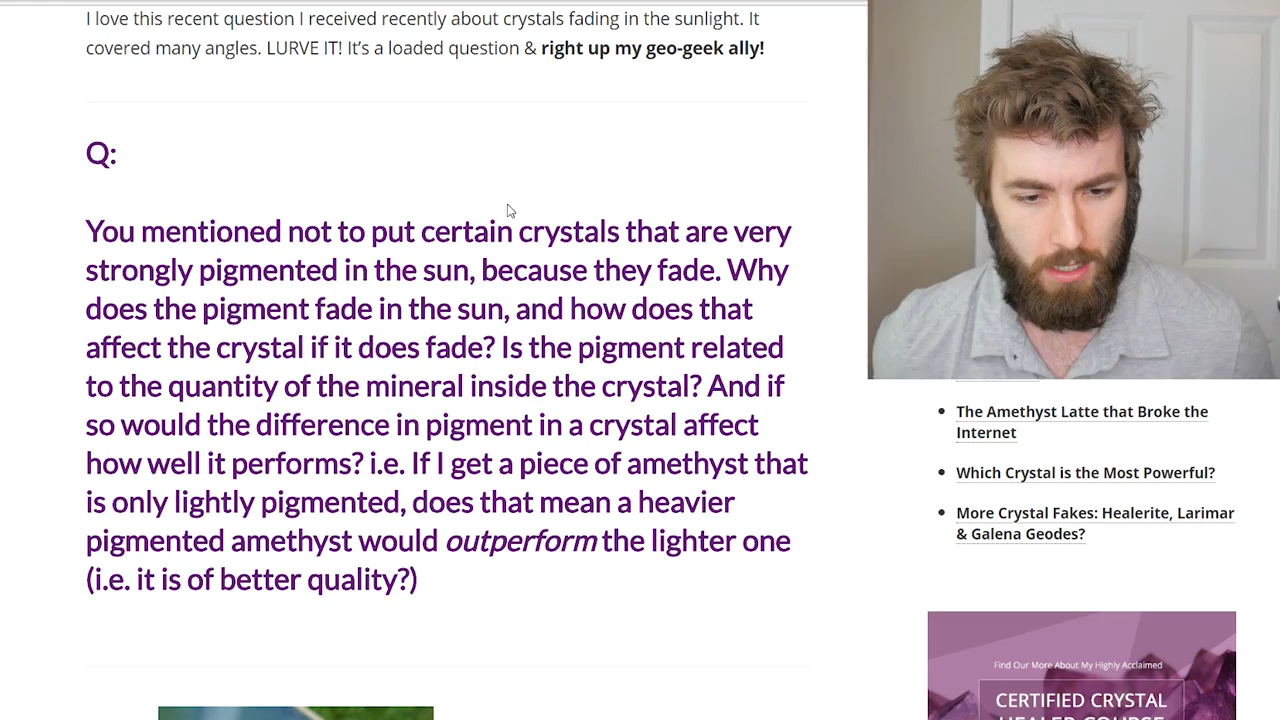 I love this recent question I received recently about crystals fading in the sunlight. It
covered many angles. LURVE IT! It’s a loaded question & right up my geo-geek ally!
Q:
You mentioned not to put certain crystals that are very
strongly pigmented in the sun, because they fade. Why
does the pigment fade in the sun, and how does that
affect the crystal if it does fade? Is the pigment related
to the quantity of the mineral inside the crystal? And if
so would the difference in pigment in a crystal affect
how well it performs? i.e. If I get a piece of amethyst that
is only lightly pigmented, does that mean a heavier
pigmented amethyst would outperform the lighter one
(i.e. it is of better quality?)
The Amethyst Latte that Broke the
Internet
Which Crystal is the Most Powerful?
More Crystal Fakes: Healerite, Larimar
& Galena Geodes?
Find Our More About My Highly Acclaimed
CERTIFIED CRYSTAL
HEALER COURSE